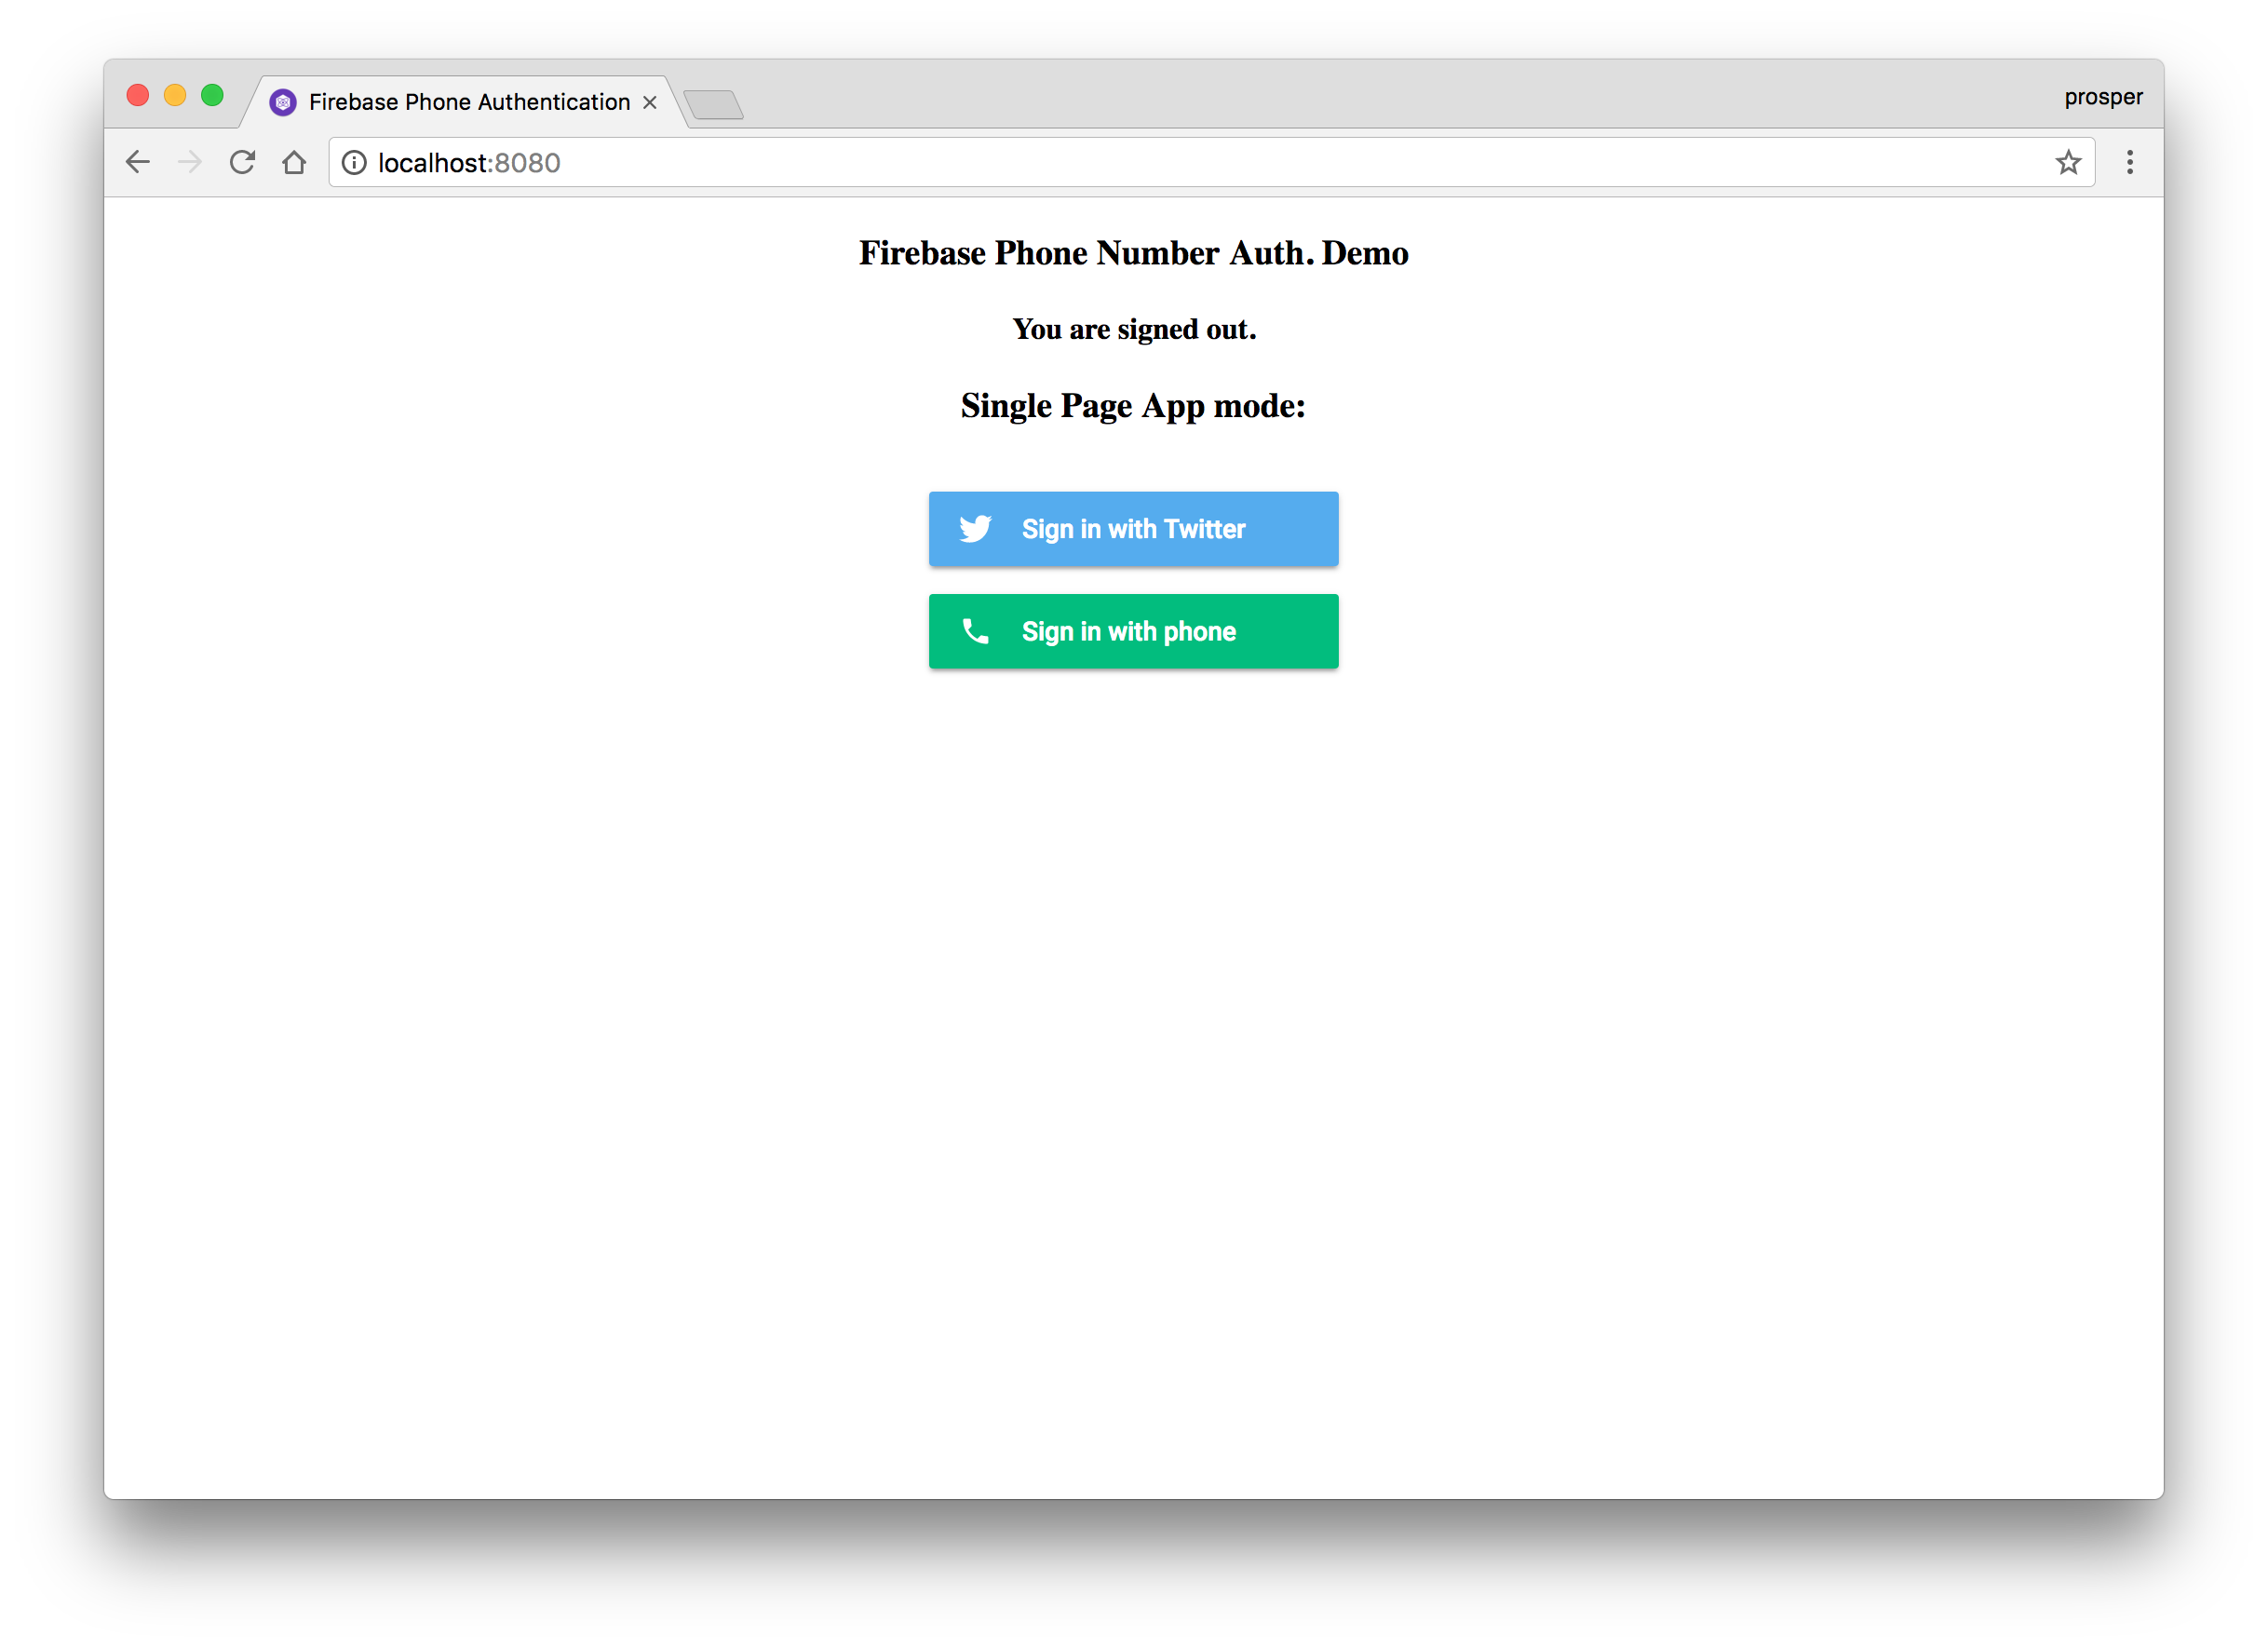 Firebase Phone Authentication
prosper
localhost:8080
Firebase Phone Number Auth. Demo
You are signed out.
Single Page App mode:
Sign in with Twitter
Sign in with phone